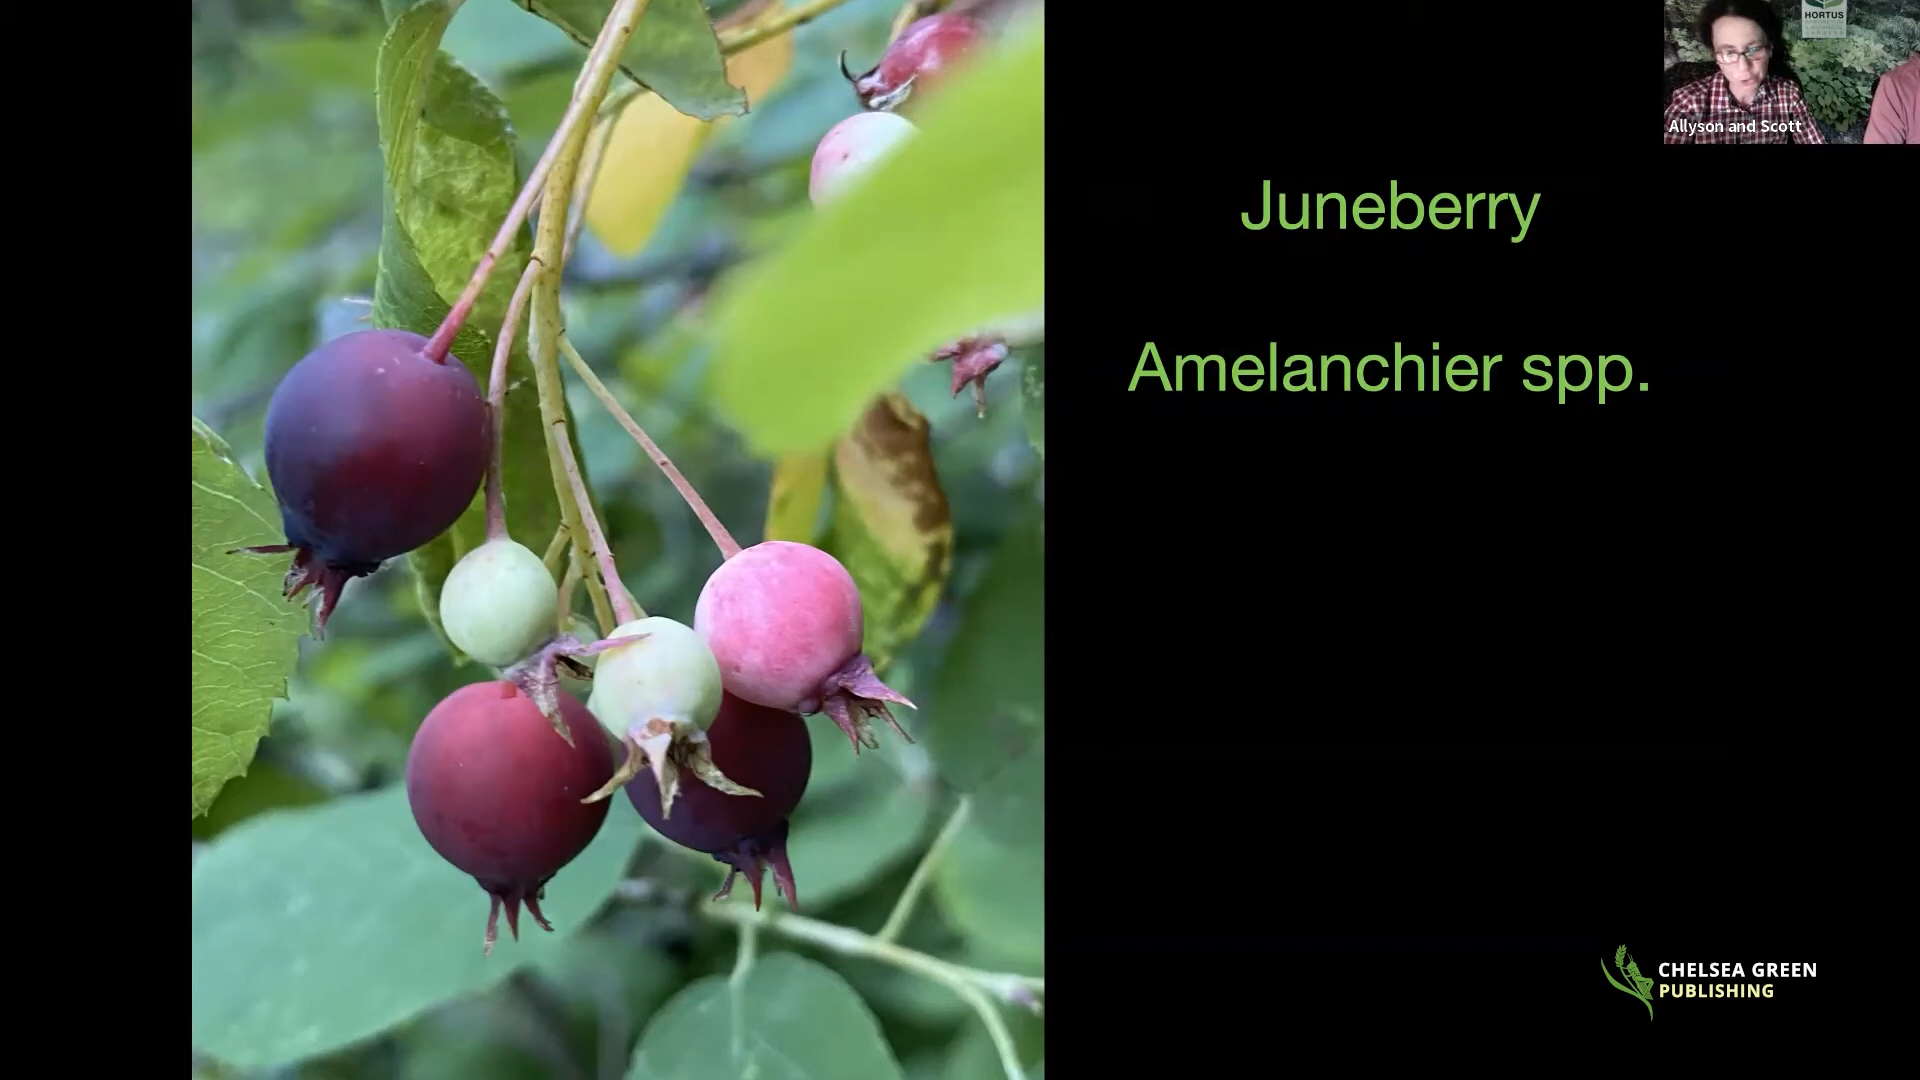 HORTUS
Allyson and Scott
Juneberry
Amelanchier spp.
CHELSEA GREEN
PUBLISHING